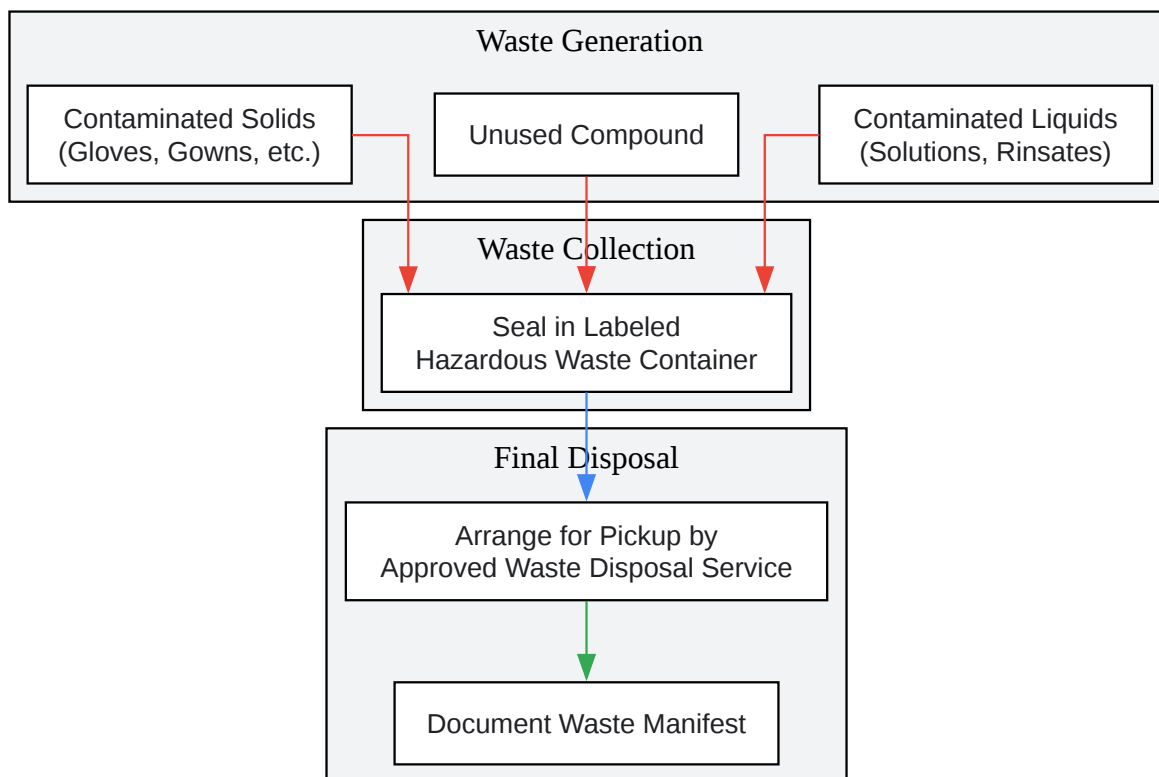 Waste Generation
Contaminated Solids
(Gloves, Gowns, etc.)
Unused Compound
Contaminated Liquids
(Solutions, Rinsates)
Waste Collection
Seal in Labeled
Hazardous Waste Container
Final Disposal
Arrange for Pickup by
Approved Waste Disposal Service
Document Waste Manifest